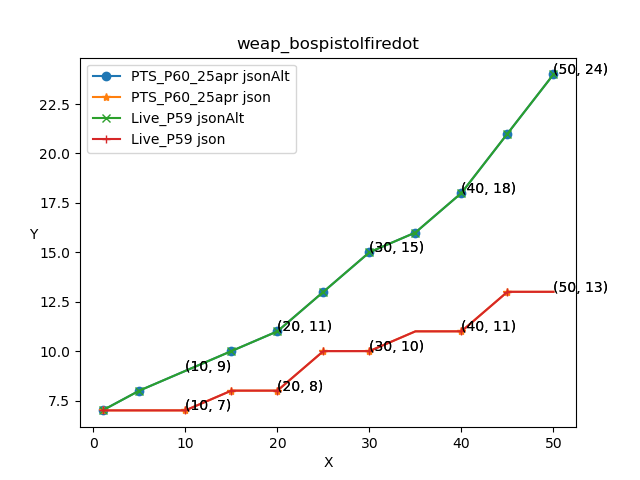 weap_bospistolfiredot
PTS_P60_25apr jsonAlt
PTS_P60_25apr json
Live_P59 jsonAlt
Live_P59 json
(50, 24)
22.5
20.0
(40, 18)
17.5
Y
15.0
(30, 15)
12.5
(50, 13)
(20, 11)
(40, 11)
10.0
(30, 10)
(10, 9)
(20, 8)
7.5
(10, 7)
0 10 20 30 40 50
X